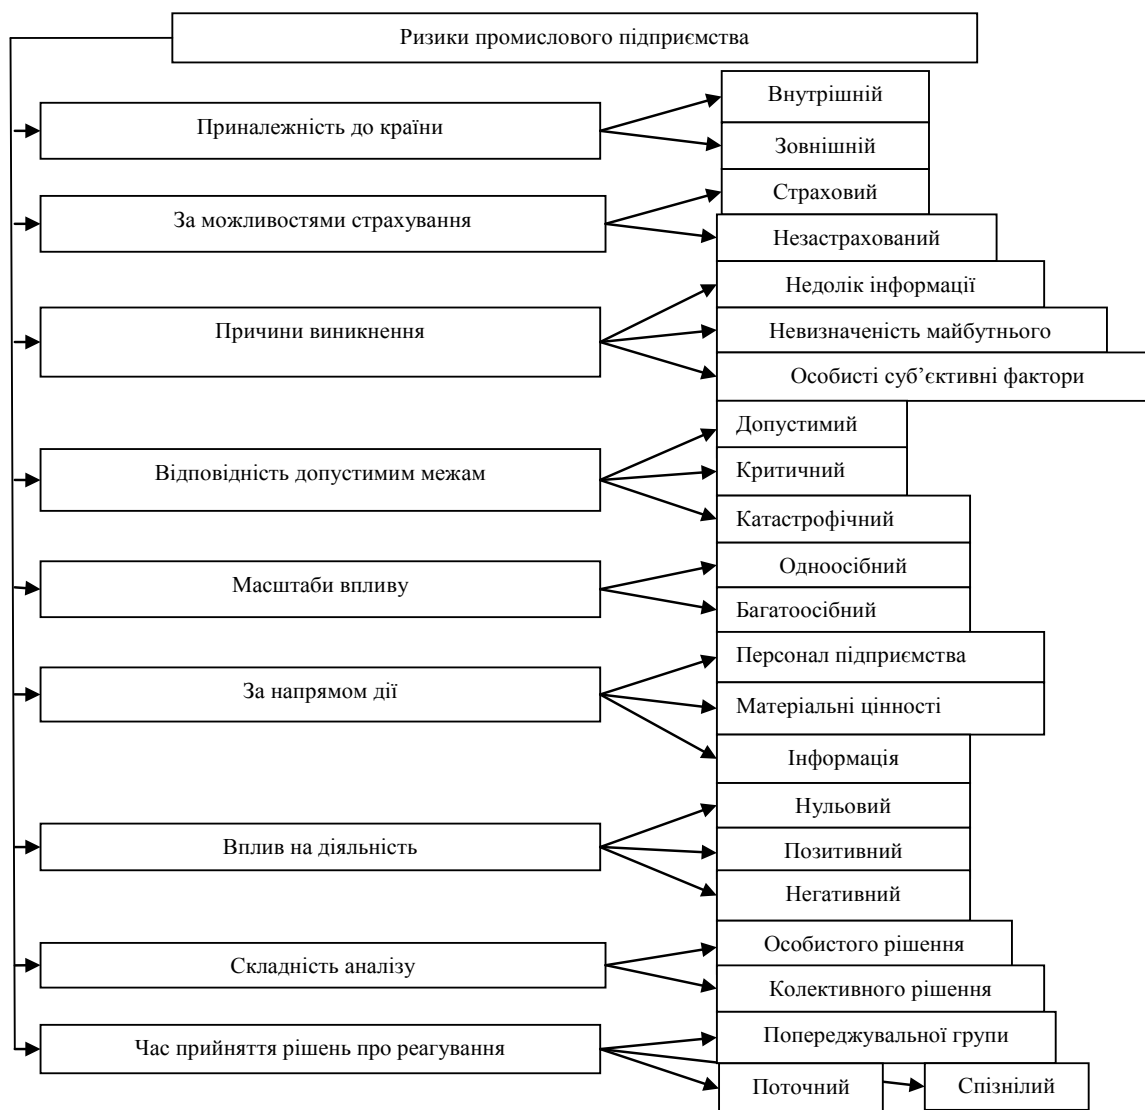 Ризики промислового підприємства
Приналежність до країни
Внутрішній
Зовнішній
За можливостями страхування
Страховий
Незастрахований
Причини виникнення
Недолік інформації
Невизначеність майбутнього
Особисті суб’єктивні фактори
Відповідність допустимим межам
Допустимий
Критичний
Катастрофічний
Масштаби впливу
Одноосібний
Багатоосібний
За напрямом дії
Персонал підприємства
Матеріальні цінності
Інформація
Вплив на діяльність
Нульовий
Позитивний
Негативний
Складність аналізу
Особистого рішення
Колективного рішення
Час прийняття рішень про реагування
Попереджувальної групи
Поточний
Спізнілий